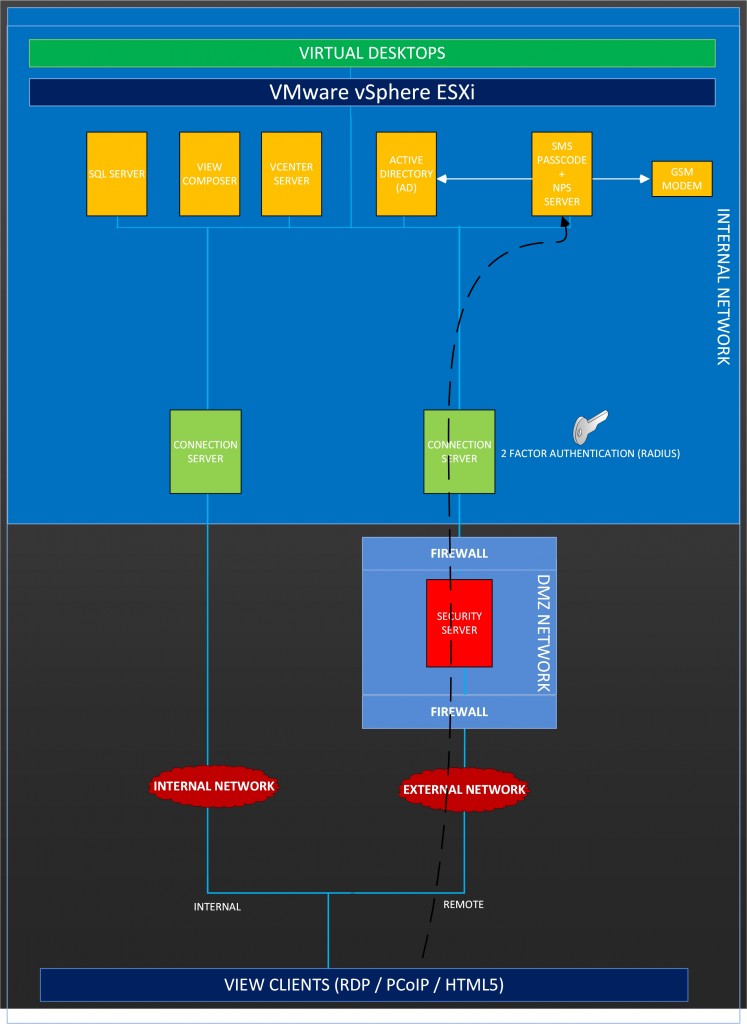 VIRTUAL DESKTOPS
VMware vSphere ESXi
SQL SERVER
VIEW
COMPOSER
VCENTER
SERVER
ACTIVE
DIRECTORY
(AD)
SMS
PASSCODE
+
NPS
SERVER
GSM
MODEM
INTERNAL NETWORK
CONNECTION
SERVER
CONNECTION
SERVER
2 FACTOR AUTHENTICATION (RADIUS)
FIREWALL
SECURITY
SERVER
DMZ NETWORK
FIREWALL
INTERNAL NETWORK
EXTERNAL NETWORK
INTERNAL
REMOTE
VIEW CLIENTS (RDP / PCoIP / HTML5)